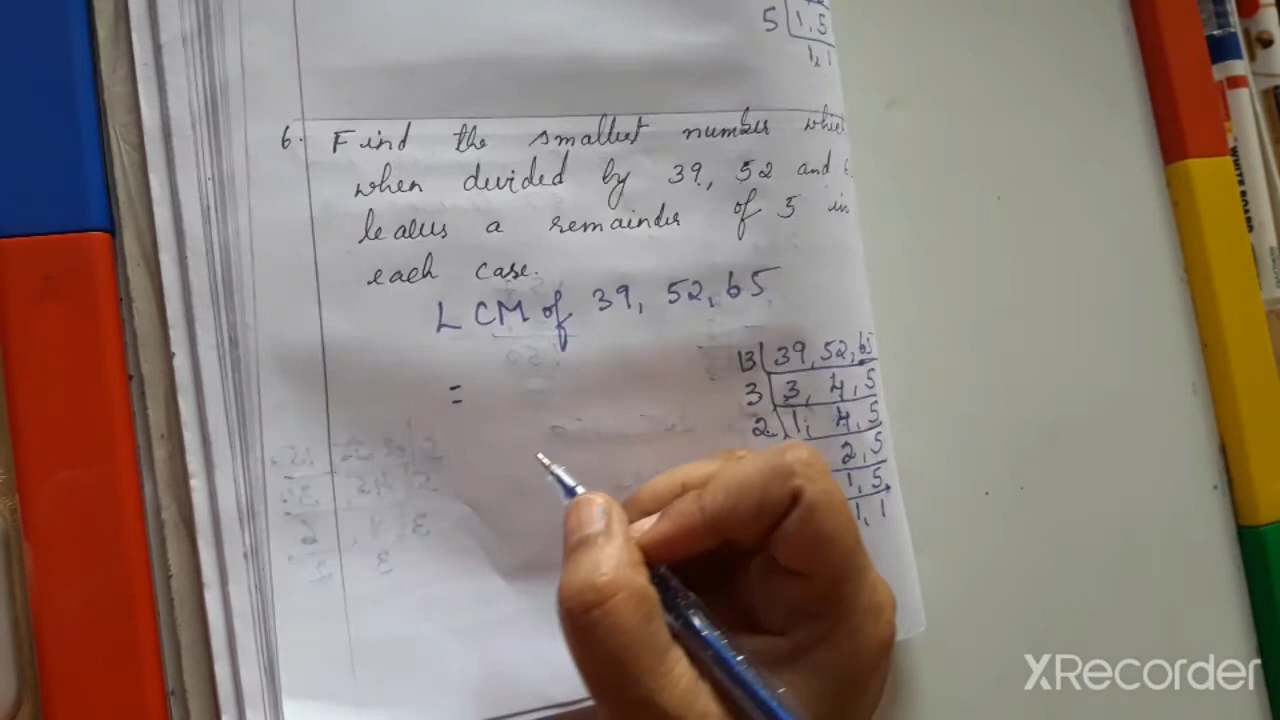 5 1, 5
1, 1
6. Find the smallest number
when divided by 39, 52 and
leaves a remainder of 5 in
each case.
LCM of 39, 52, 65
=
13 39, 52, 65
3 3, 4, 5
2 1, 4, 5
2, 5
1, 5
1, 1
WHITE BOARD
XRecorder